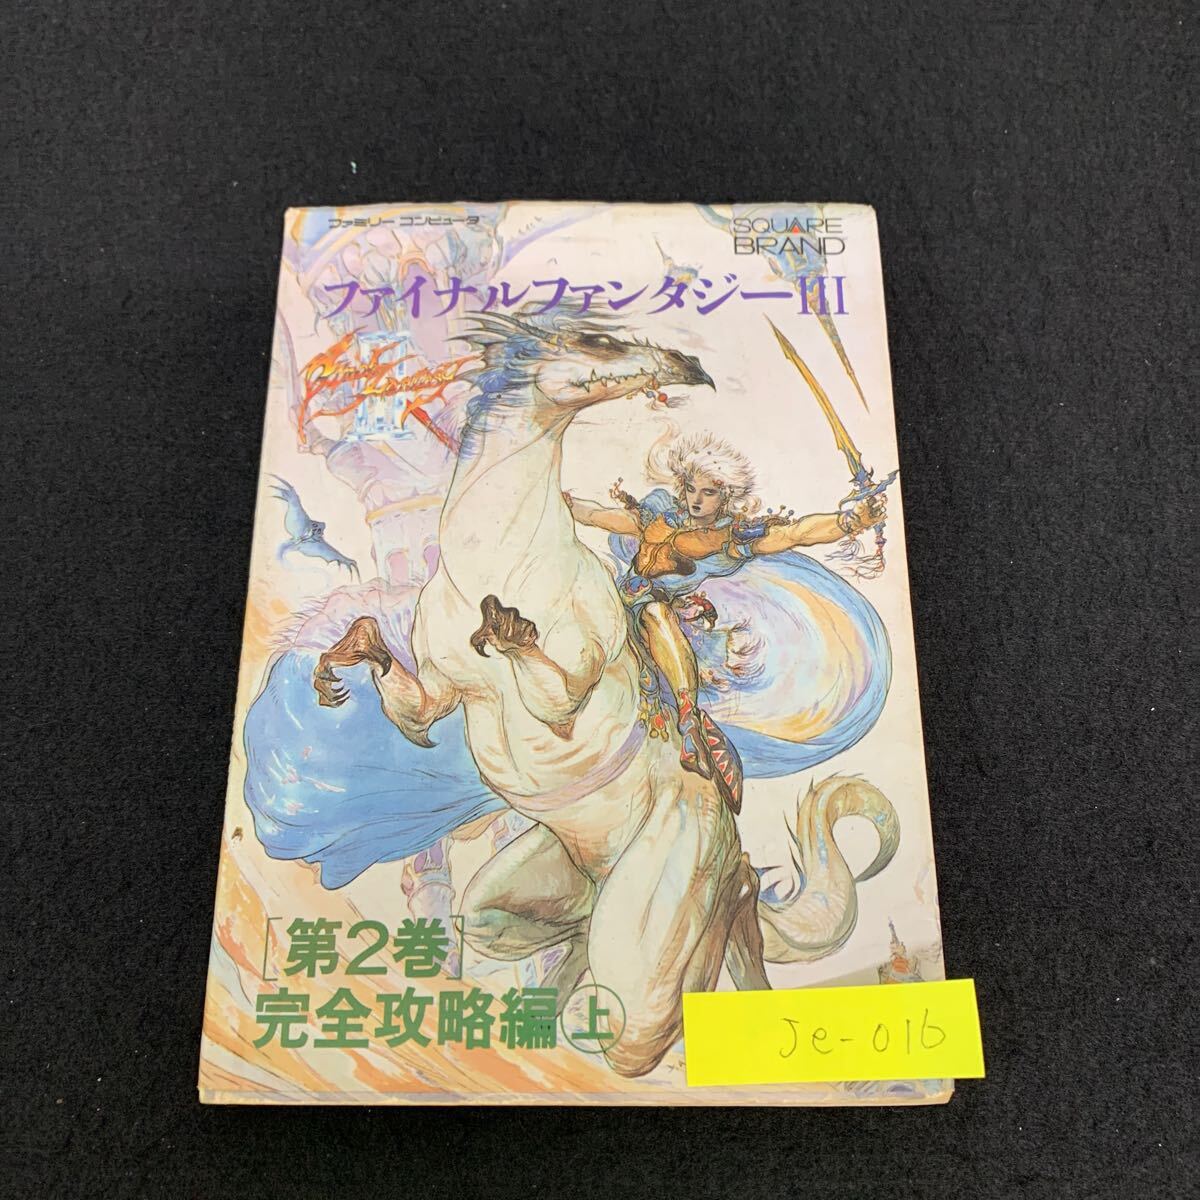 ファミリー コンピュータ
SQUARE
BRAND
ファイナルファンタジーIII
FINAL FANTASY
III
[第2巻]
完全攻略編 上
Je-016